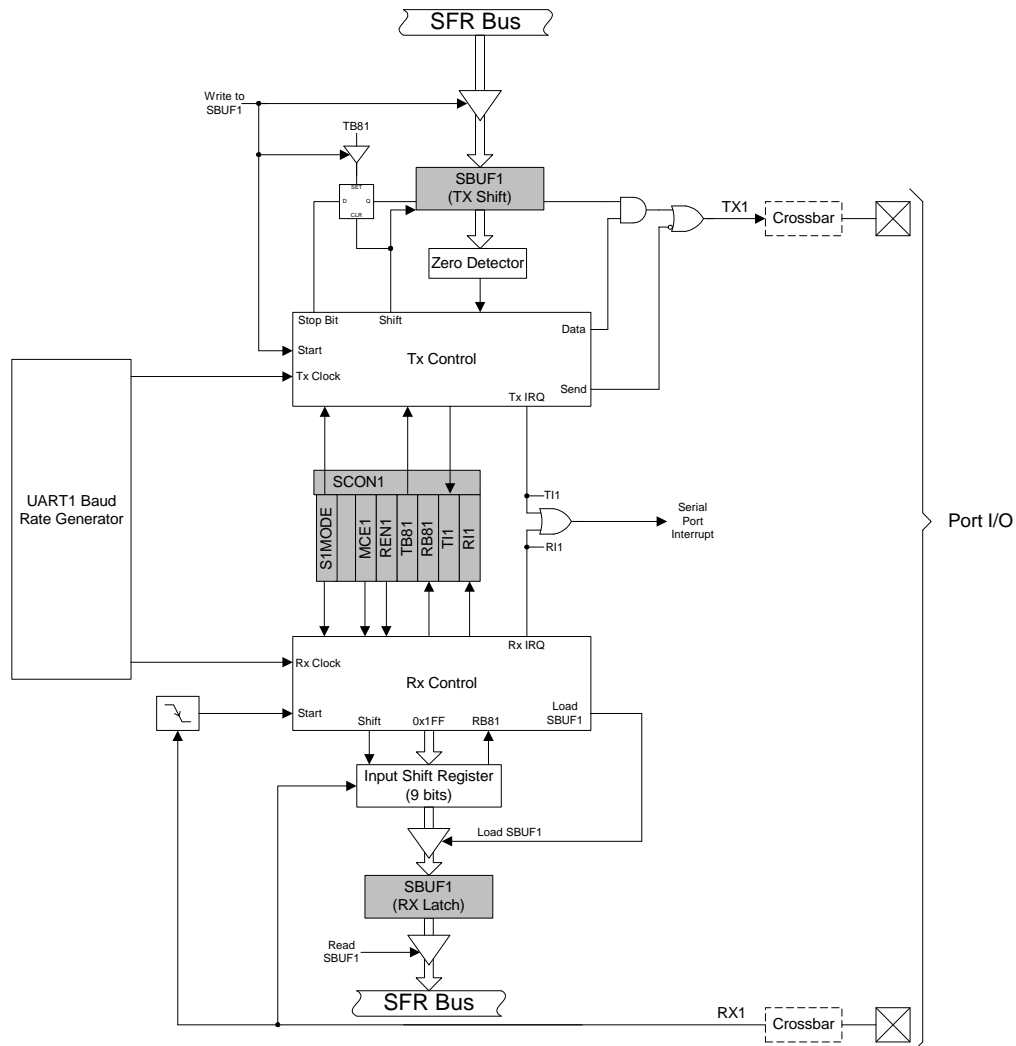 SFR Bus
Write to
SBUF1
TB81
SET
D
Q
CLR
SBUF1
(TX Shift)
TX1
Crossbar
Zero Detector
Stop Bit
Shift
Data
Start
Tx Control
Tx Clock
Send
Tx IRQ
UART1 Baud
Rate Generator
SCON1
S1MODE
MCE1
REN1
TB81
RB81
TI1
RI1
TI1
RI1
Serial
Port
Interrupt
Port I/O
Rx IRQ
Rx Clock
Rx Control
Start
Load
SBUF1
Shift
0x1FF
RB81
Input Shift Register
(9 bits)
Load SBUF1
SBUF1
(RX Latch)
Read
SBUF1
SFR Bus
RX1
Crossbar